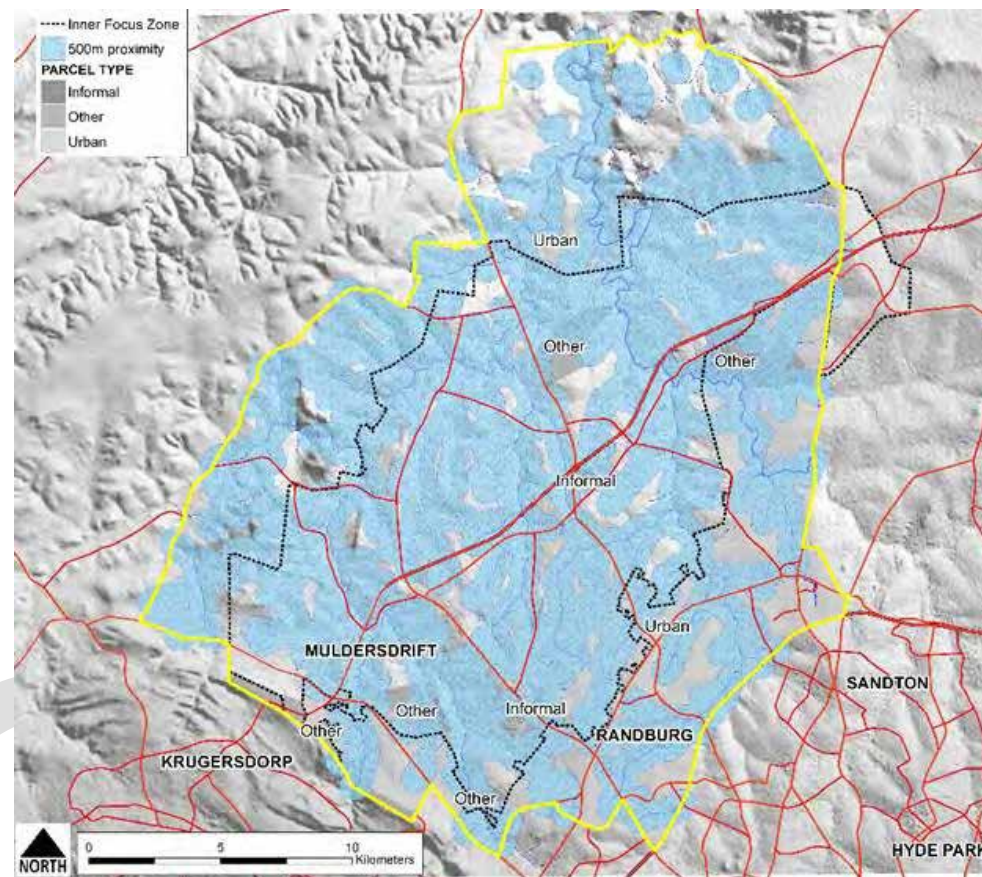 Inner Focus Zone
500m proximity
PARCEL TYPE
Informal
Other
Urban
Urban
Other
Other
Informal
Urban
MULDERSDRIFT
SANDTON
Other
Informal
Other
RANDBURG
KRUGERSDORP
Other
HYDE PARK
NORTH
0 5 10
Kilometers